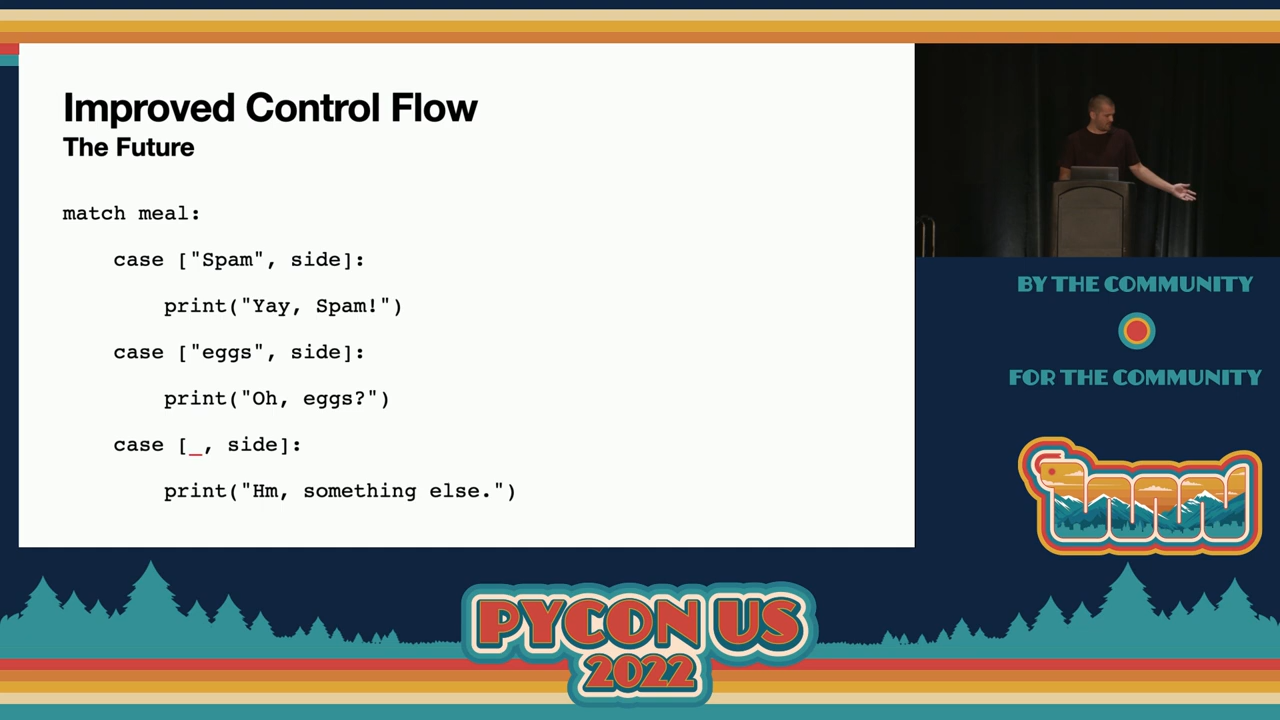 Improved Control Flow
The Future
match meal:
case ["Spam", side]:
print("Yay, Spam!")
case ["eggs", side]:
print("Oh, eggs?")
case [_, side]:
print("Hm, something else.")
BY THE COMMUNITY
FOR THE COMMUNITY
PYCON US
2022